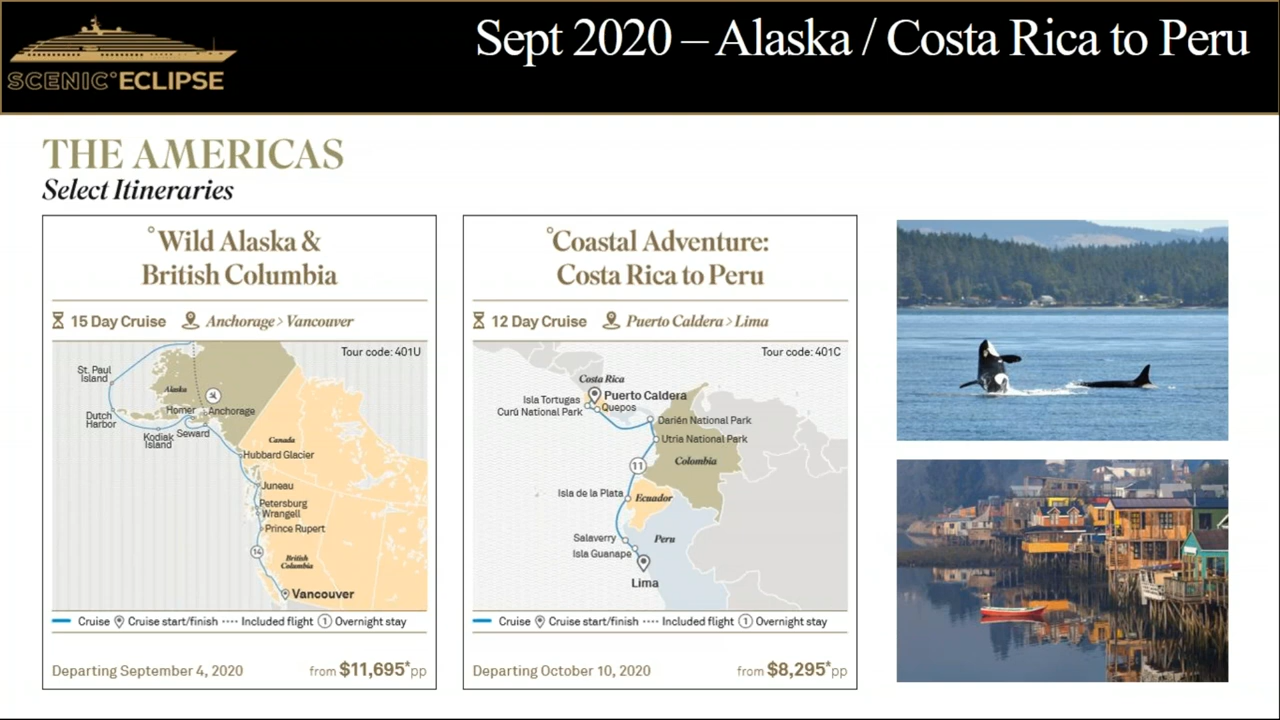 SCENIC°ECLIPSE
Sept 2020 – Alaska / Costa Rica to Peru
THE AMERICAS
Select Itineraries
°Wild Alaska &
British Columbia
15 Day Cruise
Anchorage > Vancouver
Tour code: 401U
St. Paul
Island
Alaska
Dutch
Harbor
Homer
Anchorage
Kodiak
Island
Seward
Canada
Hubbard Glacier
Juneau
Petersburg
Wrangell
Prince Rupert
14
British
Columbia
Vancouver
Cruise Cruise start/finish Included flight 1 Overnight stay
Departing September 4, 2020
from $11,695*pp
°Coastal Adventure:
Costa Rica to Peru
12 Day Cruise
Puerto Caldera > Lima
Tour code: 401C
Costa Rica
Isla Tortugas
Puerto Caldera
Curú National Park
Quepos
Darién National Park
Utria National Park
11
Colombia
Isla de la Plata
Ecuador
Salaverry
Peru
Isla Guanape
Lima
Cruise Cruise start/finish Included flight 1 Overnight stay
Departing October 10, 2020
from $8,295*pp